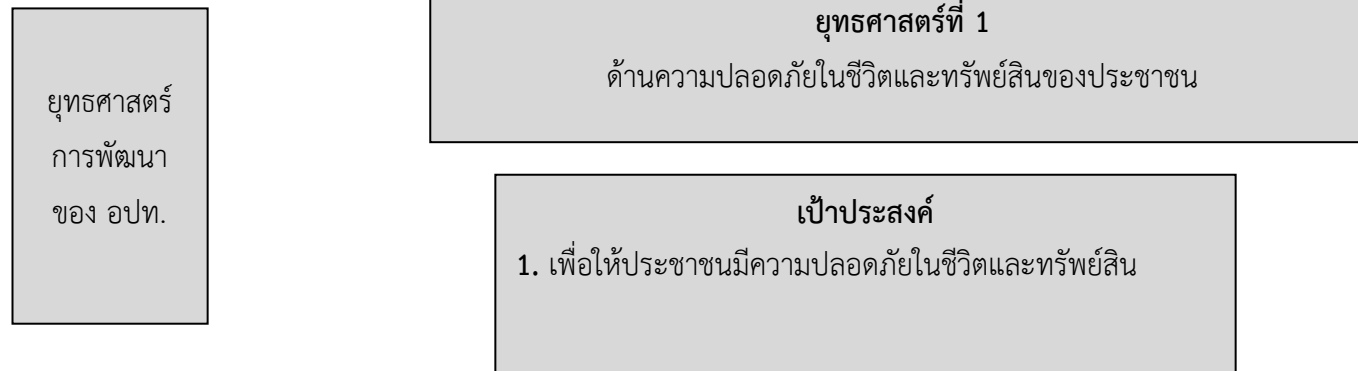 ยุทธศาสตร์
การพัฒนา
ของ อปท.
ยุทธศาสตร์ที่ 1
ด้านความปลอดภัยในชีวิตและทรัพย์สินของประชาชน
เป้าประสงค์
1. เพื่อให้ประชาชนมีความปลอดภัยในชีวิตและทรัพย์สิน